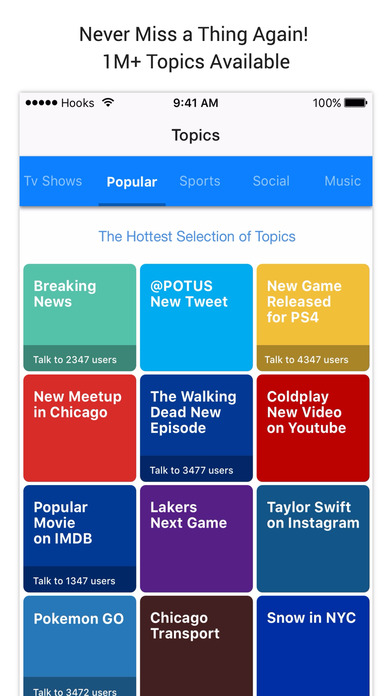 Never Miss a Thing Again!
1M+ Topics Available
Hooks
9:41 AM
100%
Topics
Tv Shows
Popular
Sports
Social
Music
The Hottest Selection of Topics
Breaking
News
Talk to 2347 users
@POTUS
New Tweet
New Game
Released
for PS4
Talk to 4347 users
New Meetup
in Chicago
The Walking
Dead New
Episode
Talk to 3477 users
Coldplay
New Video
on Youtube
Popular
Movie
on IMDB
Talk to 1347 users
Lakers
Next Game
Taylor Swift
on Instagram
Pokemon GO
Talk to 3472 users
Chicago
Transport
Snow in NYC